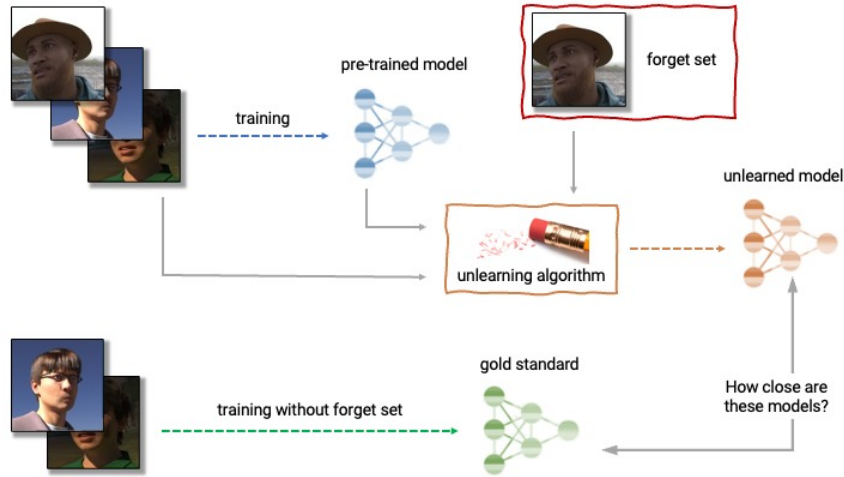 forget set
pre-trained model
training
unlearned model
unlearning algorithm
gold standard
training without forget set
How close are
these models?